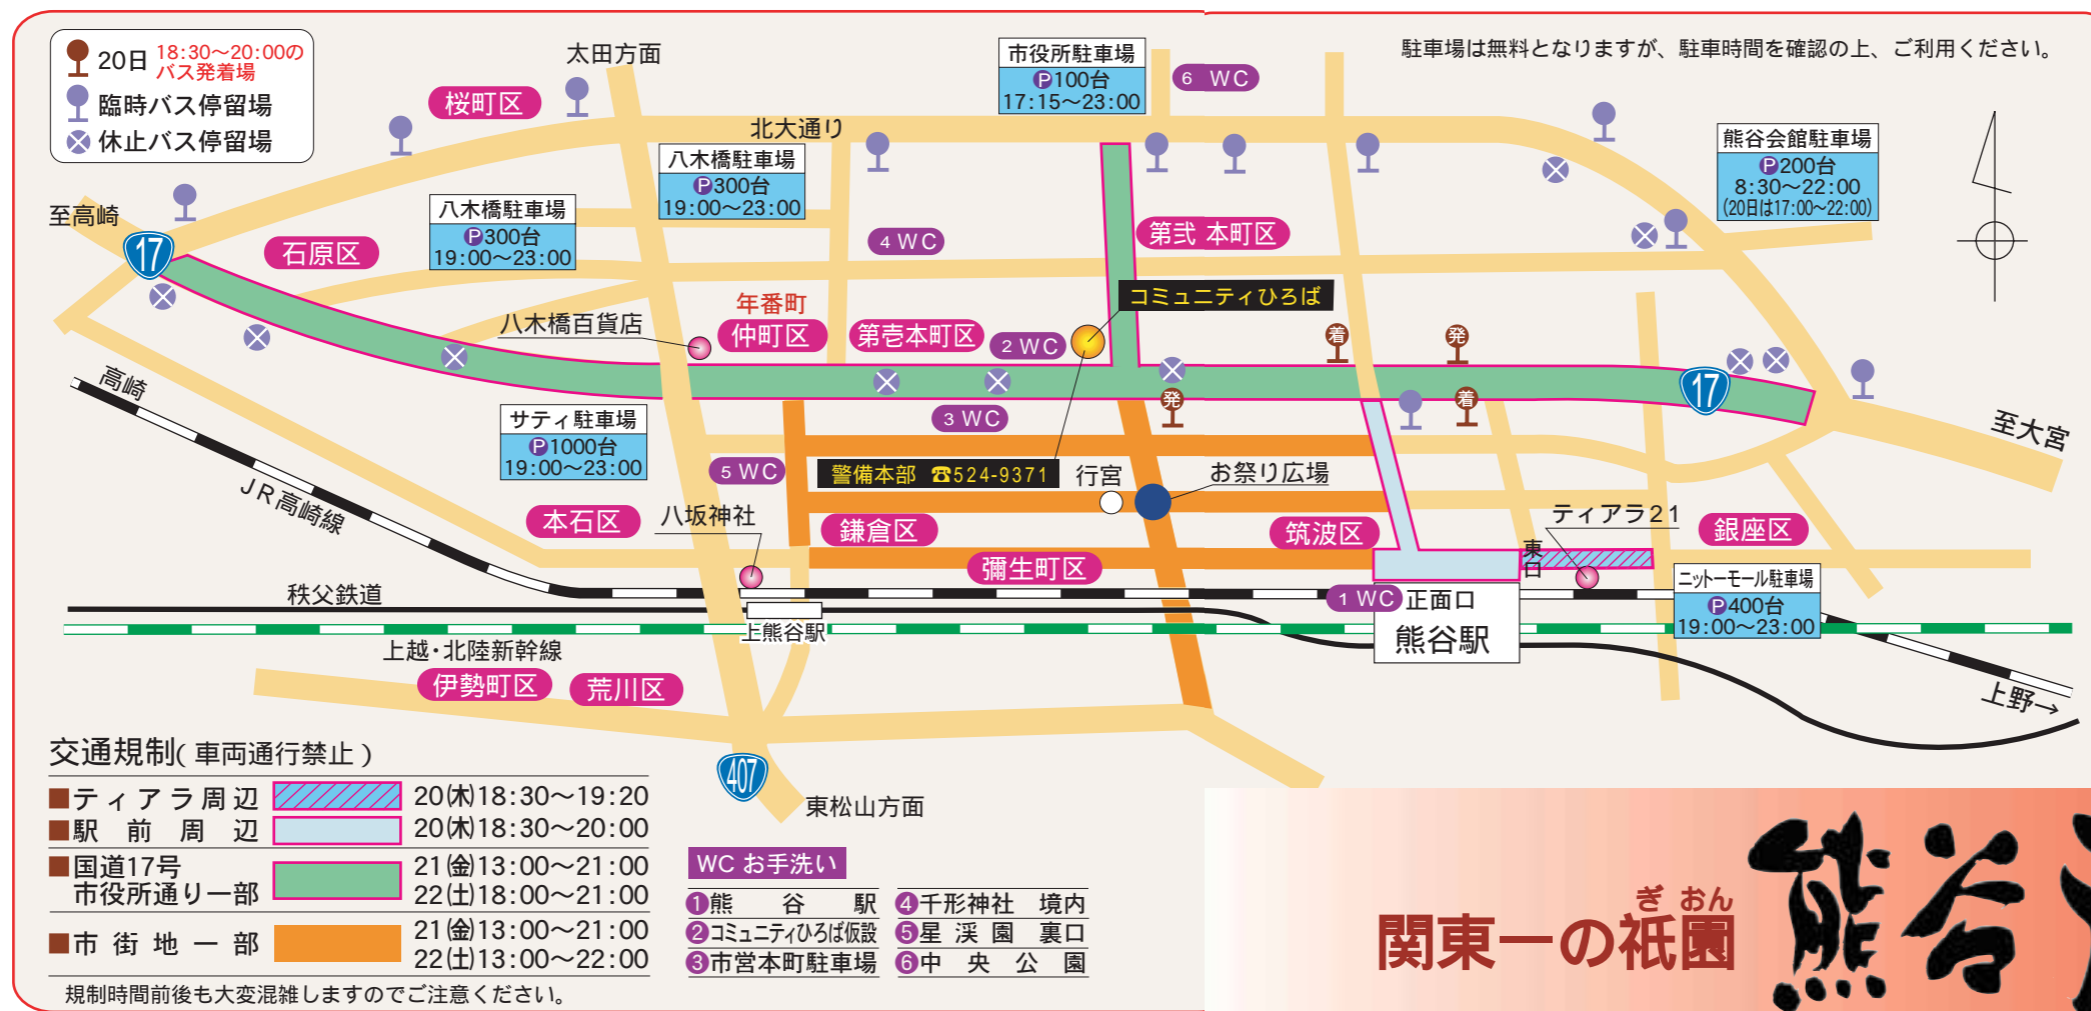 20日 18:30～20:00の
バス発着場
臨時バス停留場
休止バス停留場
駐車場は無料となりますが、駐車時間を確認の上、ご利用ください。
太田方面
桜町区
北大通り
市役所駐車場
P100台
17:15～23:00
6 WC
八木橋駐車場
P300台
19:00～23:00
八木橋駐車場
P300台
19:00～23:00
熊谷会館駐車場
P200台
8:30～22:00
(20日は17:00～22:00)
至高崎
17
石原区
4 WC
第弐 本町区
コミュニティひろば
年番町
仲町区
八木橋百貨店
第壱本町区
2 WC
着
発
17
発
着
至大宮
高崎
JR高崎線
サティ駐車場
P1000台
19:00～23:00
3 WC
5 WC
警備本部 ☎524-9371
行宮
お祭り広場
本石区
八坂神社
鎌倉区
彌生町区
筑波区
ティアラ21
東口
銀座区
ニットーモール駐車場
P400台
19:00～23:00
秩父鉄道
上熊谷駅
1 WC
正面口
熊谷駅
上越・北陸新幹線
伊勢町区
荒川区
上野→
407
東松山方面
交通規制(車両通行禁止)
■ティアラ周辺 20(木)18:30～19:20
■駅前周辺 20(木)18:30～20:00
■国道17号 21(金)13:00～21:00
市役所通り一部 22(土)18:00～21:00
■市街地一部 21(金)13:00～21:00
22(土)13:00～22:00
規制時間前後も大変混雑しますのでご注意ください。
WC お手洗い
①熊谷駅 ④千形神社 境内
②コミュニティひろば仮設 ⑤星渓園 裏口
③市営本町駐車場 ⑥中央公園
ぎおん
関東一の祇園
熊谷